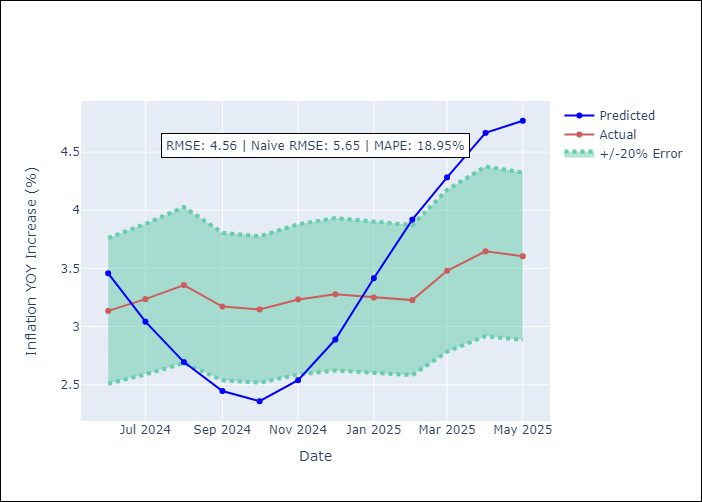 RMSE: 4.56 | Naive RMSE: 5.65 | MAPE: 18.95%
Predicted
Actual
+/-20% Error
Inflation YOY Increase (%)
4.5
4
3.5
3
2.5
Jul 2024
Sep 2024
Nov 2024
Jan 2025
Mar 2025
May 2025
Date